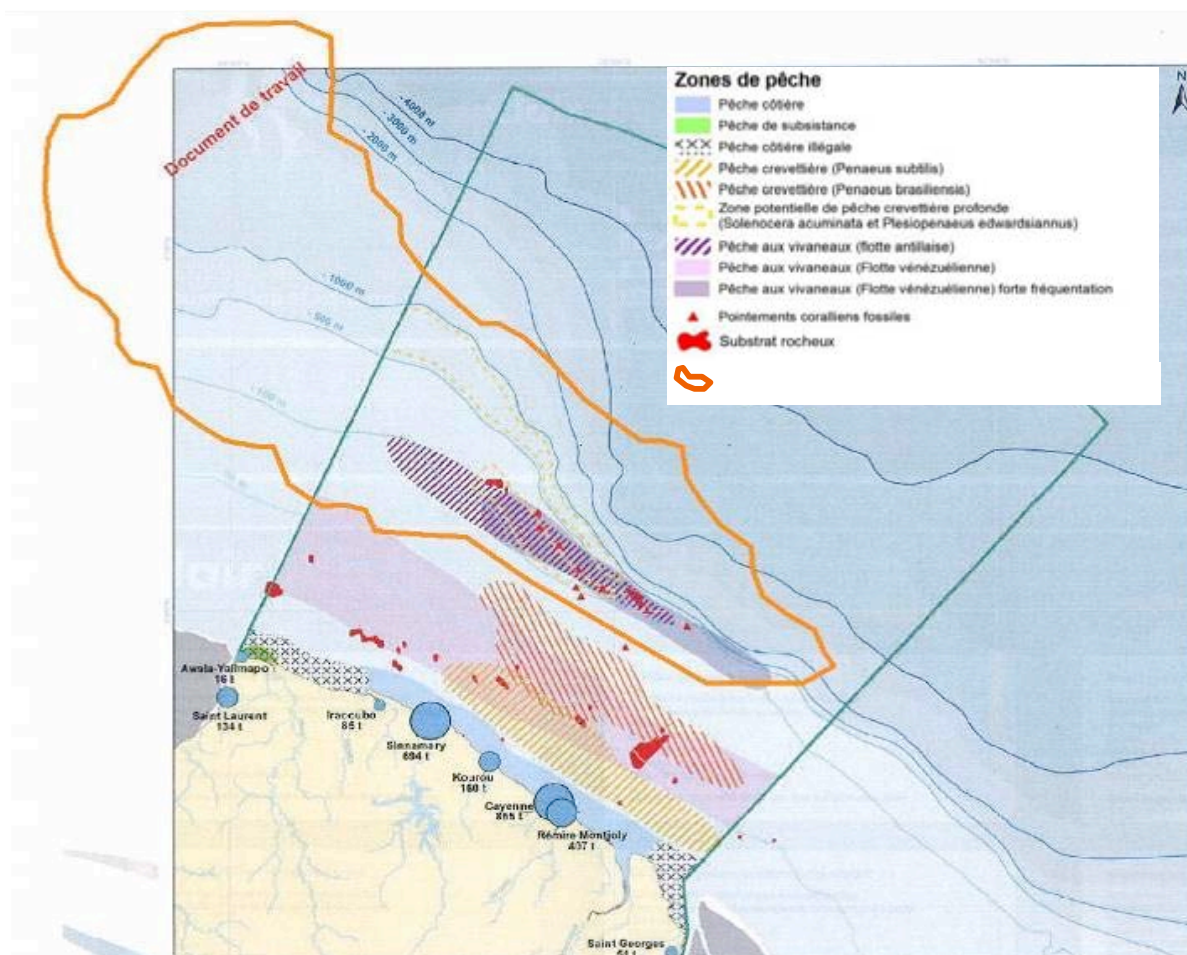 Document de travail
- 4000 m
- 3000 m
- 2000 m
- 1000 m
- 500 m
- 100 m
N
Zones de pêche
Pêche côtière
Pêche de subsistance
Pêche côtière illégale
Pêche crevettière (Penaeus subtilis)
Pêche crevettière (Penaeus brasiliensis)
Zone potentielle de pêche crevettière profonde
(Solenocera acuminata et Plesiopenaeus edwardsiannus)
Pêche aux vivaneaux (flotte antillaise)
Pêche aux vivaneaux (Flotte vénézuélienne)
Pêche aux vivaneaux (Flotte vénézuélienne) forte fréquentation
Pointements coralliens fossiles
Substrat rocheux
Awala-Yalimapo
16 t
Saint Laurent
134 t
Iracoubo
85 t
Sinnamary
694 t
Kourou
160 t
Cayenne
855 t
Rémire Montjoly
407 t
Saint Georges